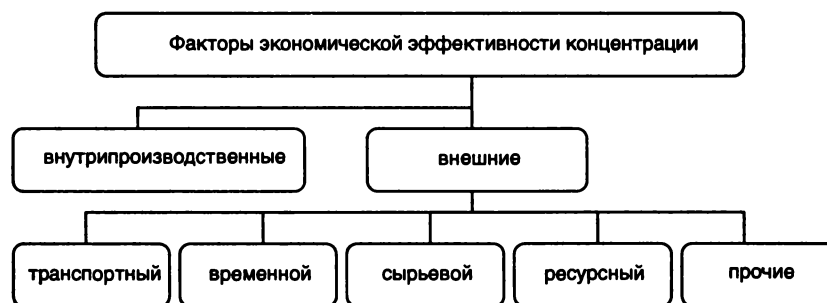 Факторы экономической эффективности концентрации
внутрипроизводственные
внешние
транспортный
временной
сырьевой
ресурсный
прочие